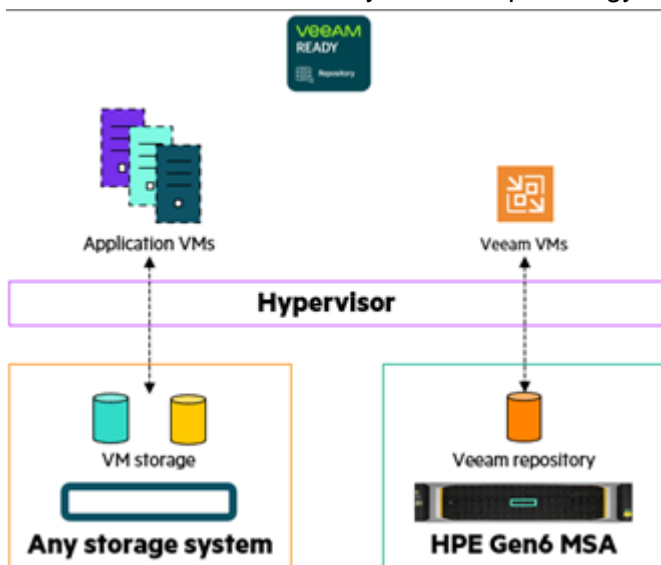 VeeAM
READY
Repository
Application VMs
Veeam VMs
Hypervisor
VM storage
Veeam repository
Any storage system
HPE Gen6 MSA